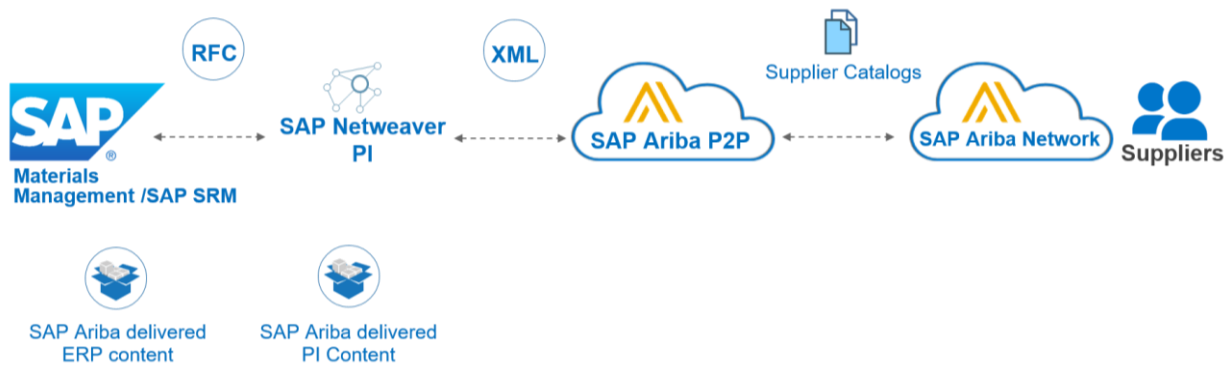 RFC
XML
Supplier Catalogs
SAP
®
Materials
Management /SAP SRM
SAP Netweaver
PI
SAP Ariba P2P
SAP Ariba Network
Suppliers
SAP Ariba delivered
ERP content
SAP Ariba delivered
PI Content